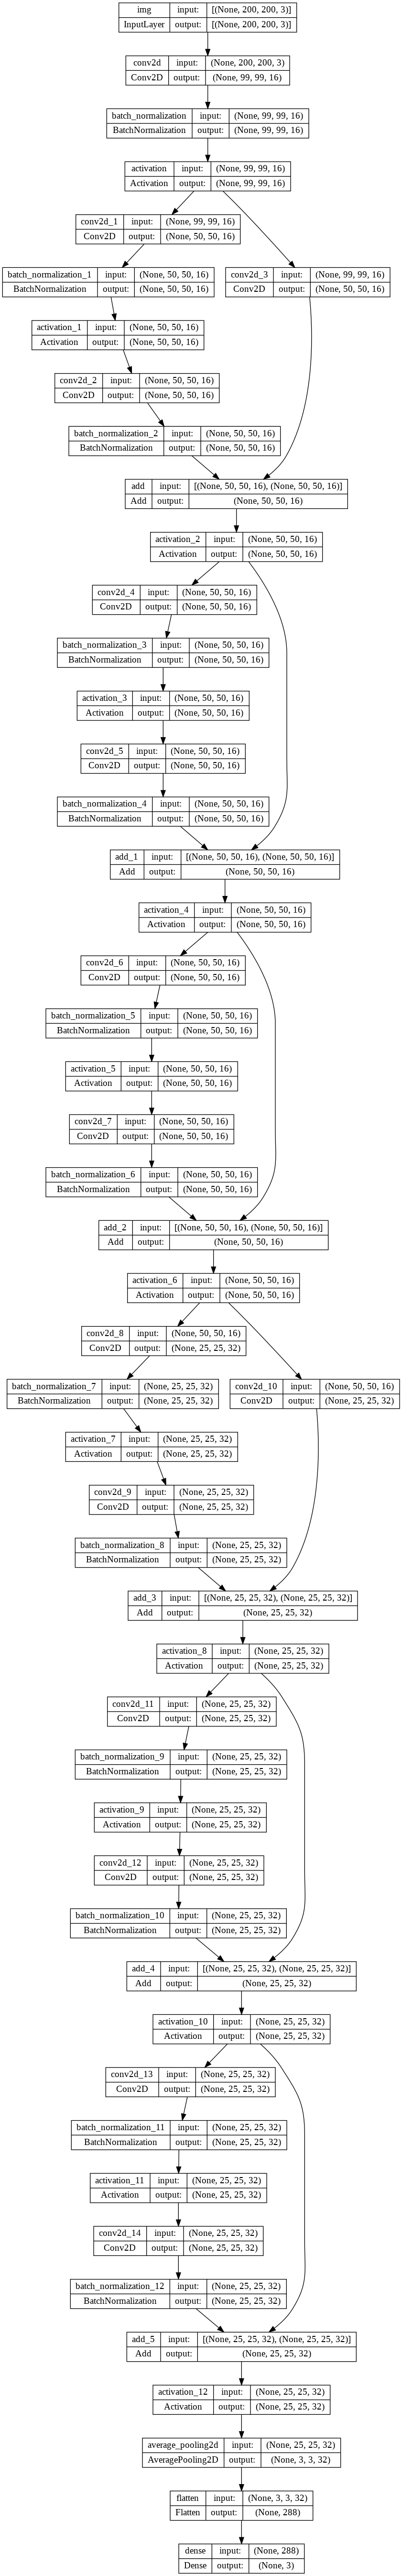 img input: [(None, 200, 200, 3)]
InputLayer output: [(None, 200, 200, 3)]
conv2d input: (None, 200, 200, 3)
Conv2D output: (None, 99, 99, 16)
batch_normalization input: (None, 99, 99, 16)
BatchNormalization output: (None, 99, 99, 16)
activation input: (None, 99, 99, 16)
Activation output: (None, 99, 99, 16)
conv2d_1 input: (None, 99, 99, 16)
Conv2D output: (None, 50, 50, 16)
batch_normalization_1 input: (None, 50, 50, 16)
BatchNormalization output: (None, 50, 50, 16)
conv2d_3 input: (None, 99, 99, 16)
Conv2D output: (None, 50, 50, 16)
activation_1 input: (None, 50, 50, 16)
Activation output: (None, 50, 50, 16)
conv2d_2 input: (None, 50, 50, 16)
Conv2D output: (None, 50, 50, 16)
batch_normalization_2 input: (None, 50, 50, 16)
BatchNormalization output: (None, 50, 50, 16)
add input: [(None, 50, 50, 16), (None, 50, 50, 16)]
Add output: (None, 50, 50, 16)
activation_2 input: (None, 50, 50, 16)
Activation output: (None, 50, 50, 16)
conv2d_4 input: (None, 50, 50, 16)
Conv2D output: (None, 50, 50, 16)
batch_normalization_3 input: (None, 50, 50, 16)
BatchNormalization output: (None, 50, 50, 16)
activation_3 input: (None, 50, 50, 16)
Activation output: (None, 50, 50, 16)
conv2d_5 input: (None, 50, 50, 16)
Conv2D output: (None, 50, 50, 16)
batch_normalization_4 input: (None, 50, 50, 16)
BatchNormalization output: (None, 50, 50, 16)
add_1 input: [(None, 50, 50, 16), (None, 50, 50, 16)]
Add output: (None, 50, 50, 16)
activation_4 input: (None, 50, 50, 16)
Activation output: (None, 50, 50, 16)
conv2d_6 input: (None, 50, 50, 16)
Conv2D output: (None, 50, 50, 16)
batch_normalization_5 input: (None, 50, 50, 16)
BatchNormalization output: (None, 50, 50, 16)
activation_5 input: (None, 50, 50, 16)
Activation output: (None, 50, 50, 16)
conv2d_7 input: (None, 50, 50, 16)
Conv2D output: (None, 50, 50, 16)
batch_normalization_6 input: (None, 50, 50, 16)
BatchNormalization output: (None, 50, 50, 16)
add_2 input: [(None, 50, 50, 16), (None, 50, 50, 16)]
Add output: (None, 50, 50, 16)
activation_6 input: (None, 50, 50, 16)
Activation output: (None, 50, 50, 16)
conv2d_8 input: (None, 50, 50, 16)
Conv2D output: (None, 25, 25, 32)
batch_normalization_7 input: (None, 25, 25, 32)
BatchNormalization output: (None, 25, 25, 32)
conv2d_10 input: (None, 50, 50, 16)
Conv2D output: (None, 25, 25, 32)
activation_7 input: (None, 25, 25, 32)
Activation output: (None, 25, 25, 32)
conv2d_9 input: (None, 25, 25, 32)
Conv2D output: (None, 25, 25, 32)
batch_normalization_8 input: (None, 25, 25, 32)
BatchNormalization output: (None, 25, 25, 32)
add_3 input: [(None, 25, 25, 32), (None, 25, 25, 32)]
Add output: (None, 25, 25, 32)
activation_8 input: (None, 25, 25, 32)
Activation output: (None, 25, 25, 32)
conv2d_11 input: (None, 25, 25, 32)
Conv2D output: (None, 25, 25, 32)
batch_normalization_9 input: (None, 25, 25, 32)
BatchNormalization output: (None, 25, 25, 32)
activation_9 input: (None, 25, 25, 32)
Activation output: (None, 25, 25, 32)
conv2d_12 input: (None, 25, 25, 32)
Conv2D output: (None, 25, 25, 32)
batch_normalization_10 input: (None, 25, 25, 32)
BatchNormalization output: (None, 25, 25, 32)
add_4 input: [(None, 25, 25, 32), (None, 25, 25, 32)]
Add output: (None, 25, 25, 32)
activation_10 input: (None, 25, 25, 32)
Activation output: (None, 25, 25, 32)
conv2d_13 input: (None, 25, 25, 32)
Conv2D output: (None, 25, 25, 32)
batch_normalization_11 input: (None, 25, 25, 32)
BatchNormalization output: (None, 25, 25, 32)
activation_11 input: (None, 25, 25, 32)
Activation output: (None, 25, 25, 32)
conv2d_14 input: (None, 25, 25, 32)
Conv2D output: (None, 25, 25, 32)
batch_normalization_12 input: (None, 25, 25, 32)
BatchNormalization output: (None, 25, 25, 32)
add_5 input: [(None, 25, 25, 32), (None, 25, 25, 32)]
Add output: (None, 25, 25, 32)
activation_12 input: (None, 25, 25, 32)
Activation output: (None, 25, 25, 32)
average_pooling2d input: (None, 25, 25, 32)
AveragePooling2D output: (None, 3, 3, 32)
flatten input: (None, 3, 3, 32)
Flatten output: (None, 288)
dense input: (None, 288)
Dense output: (None, 3)